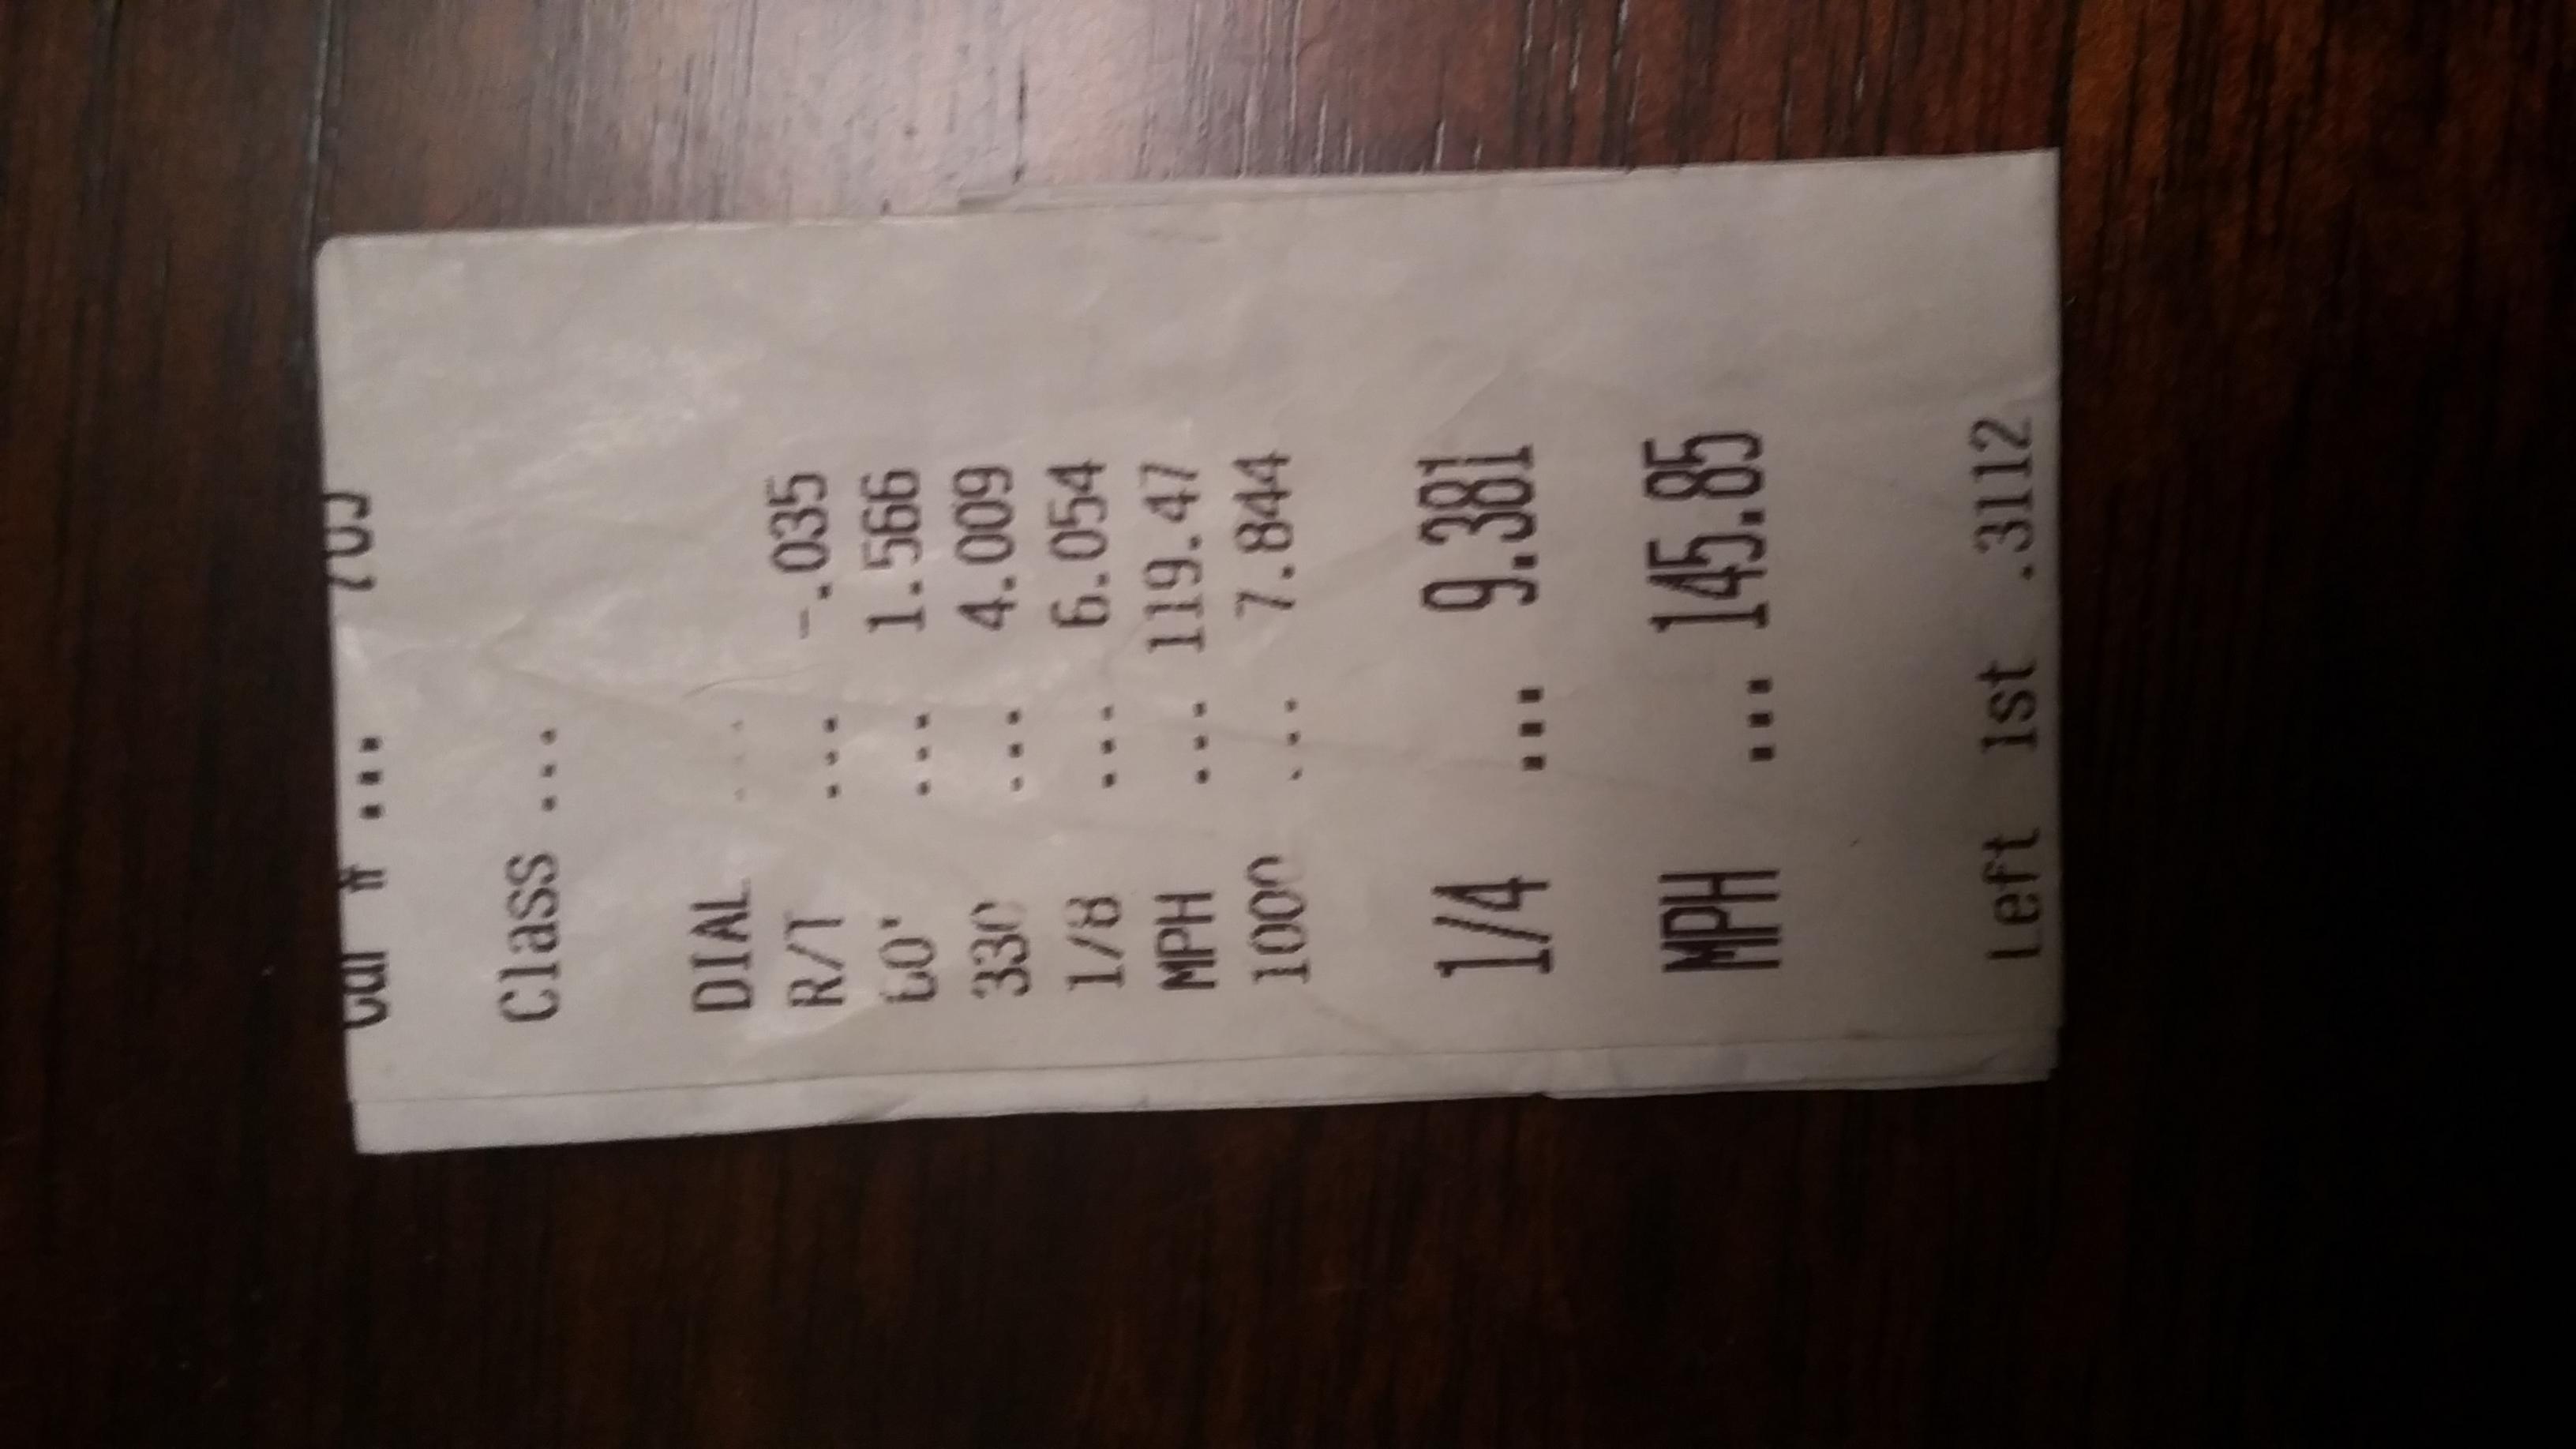 Car # ...
Class ...
DIAL ...
R/T ... -.035
60' ... 1.566
330 ... 4.009
1/8 ... 6.054
MPH ... 119.47
1000 ... 7.844
1/4 ... 9.381
MPH ... 145.85
Left 1st .3112